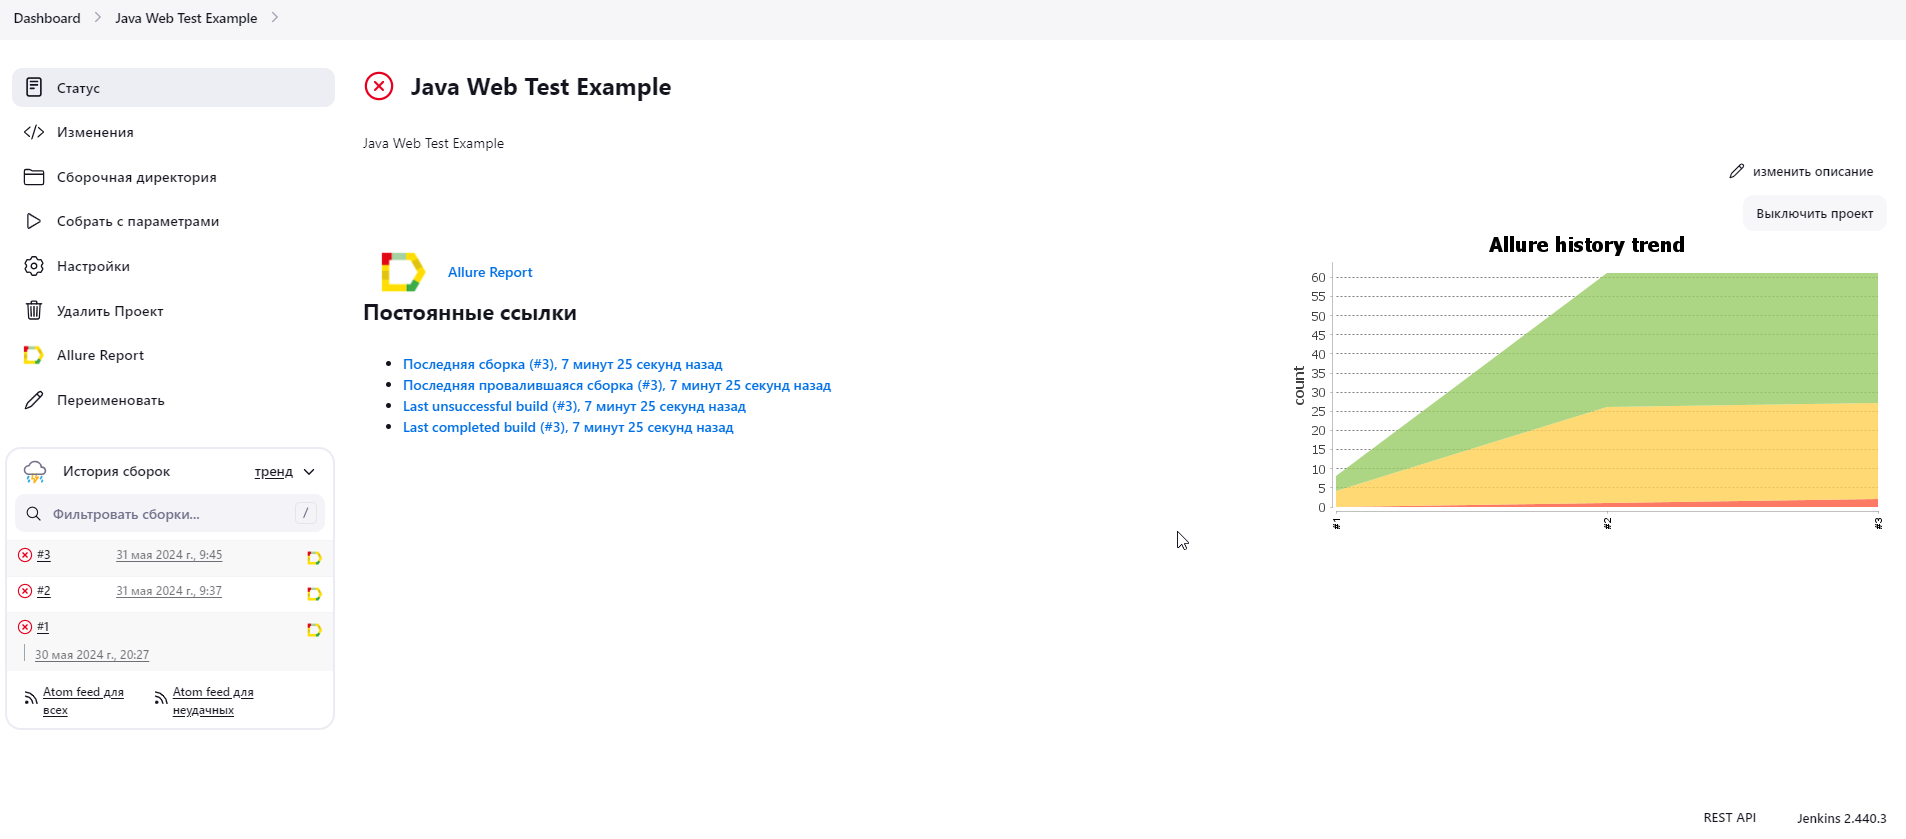 Dashboard
Java Web Test Example
Статус
Изменения
Сборочная директория
Собрать с параметрами
Настройки
Удалить Проект
Allure Report
Переименовать
История сборок
тренд
Фильтровать сборки...
/
#3
31 мая 2024 г., 9:45
#2
31 мая 2024 г., 9:37
#1
30 мая 2024 г., 20:27
Atom feed для
всех
Atom feed для
неудачных
Java Web Test Example
Java Web Test Example
изменить описание
Выключить проект
Allure Report
Постоянные ссылки
Последняя сборка (#3), 7 минут 25 секунд назад
Последняя провалившаяся сборка (#3), 7 минут 25 секунд назад
Last unsuccessful build (#3), 7 минут 25 секунд назад
Last completed build (#3), 7 минут 25 секунд назад
Allure history trend
60
55
50
45
40
35
30
25
20
15
10
5
0
count
#1
#2
#3
REST API
Jenkins 2.440.3